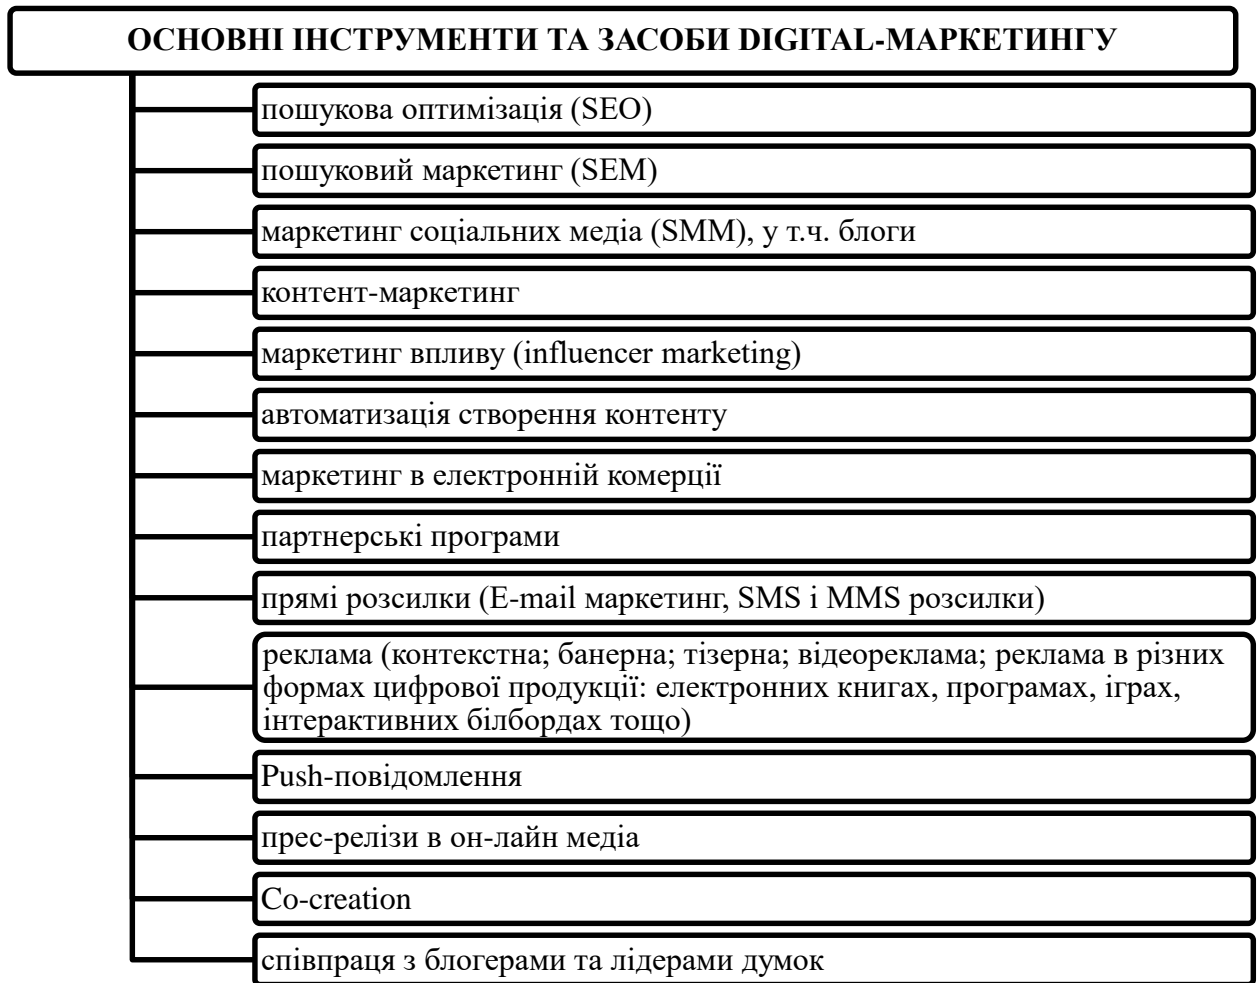 ОСНОВНІ ІНСТРУМЕНТИ ТА ЗАСОБИ DIGITAL-МАРКЕТИНГУ
пошукова оптимізація (SEO)
пошуковий маркетинг (SEM)
маркетинг соціальних медіа (SMM), у т.ч. блоги
контент-маркетинг
маркетинг впливу (influencer marketing)
автоматизація створення контенту
маркетинг в електронній комерції
партнерські програми
прямі розсилки (E-mail маркетинг, SMS і MMS розсилки)
реклама (контекстна; банерна; тізерна; відеореклама; реклама в різних
формах цифрової продукції: електронних книгах, програмах, іграх,
інтерактивних білбордах тощо)
Push-повідомлення
прес-релізи в он-лайн медіа
Co-creation
співпраця з блогерами та лідерами думок